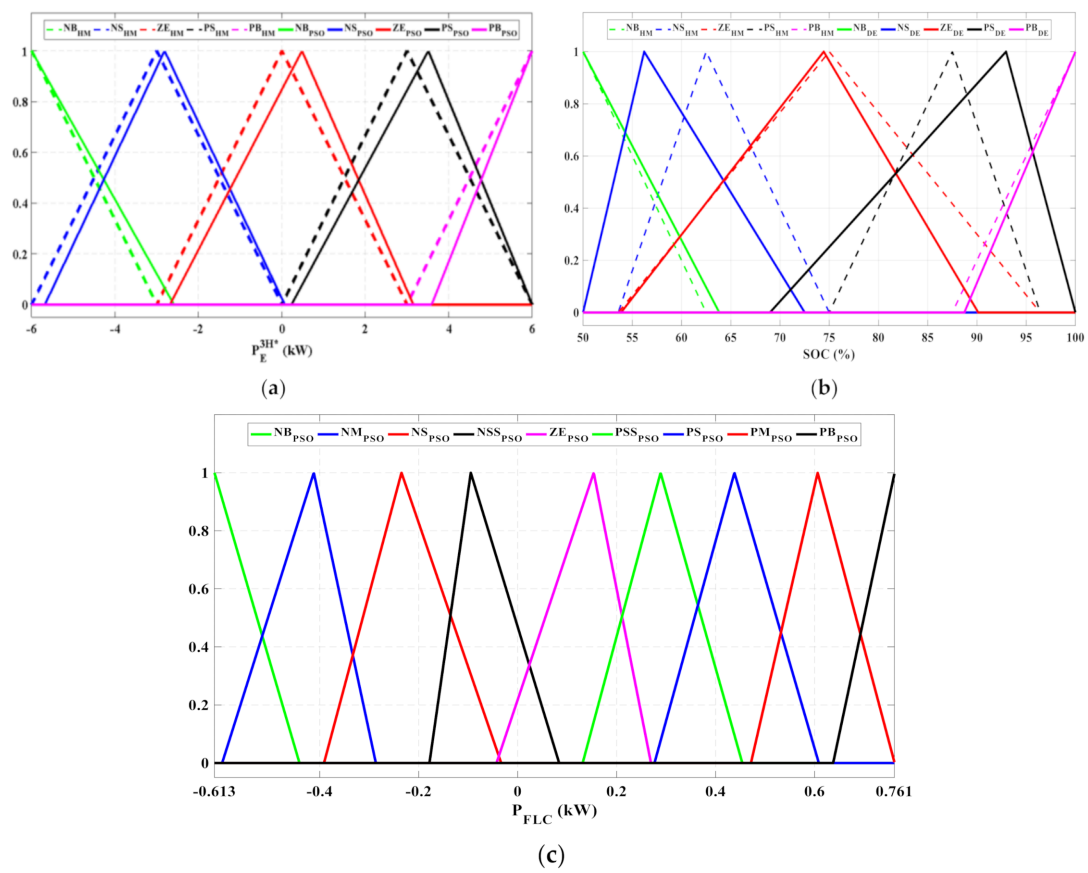 NB_HM NS_HM ZE_HM PS_HM PB_HM NB_PSO NS_PSO ZE_PSO PS_PSO PB_PSO
1
0.8
0.6
0.4
0.2
0
-6 -4 -2 0 2 4 6
P_E^3H* (kW)
(a)
NB_HM NS_HM ZE_HM PS_HM PB_HM NB_DE NS_DE ZE_DE PS_DE PB_DE
1
0.8
0.6
0.4
0.2
0
50 55 60 65 70 75 80 85 90 95 100
SOC (%)
(b)
NB_PSO NM_PSO NS_PSO NSS_PSO ZE_PSO PSS_PSO PS_PSO PM_PSO PB_PSO
1
0.8
0.6
0.4
0.2
0
-0.613 -0.4 -0.2 0 0.2 0.4 0.6 0.761
P_FLC (kW)
(c)